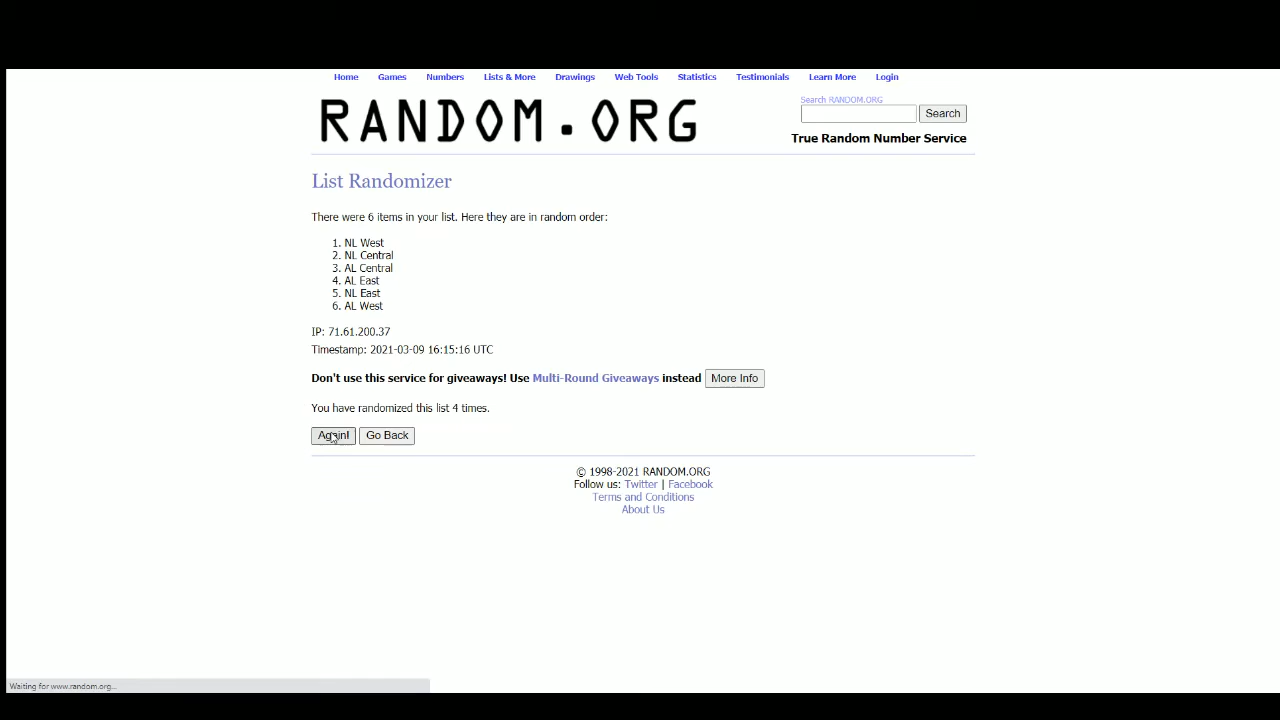 Home Games Numbers Lists & More Drawings Web Tools Statistics Testimonials Learn More Login
RANDOM.ORG
Search RANDOM.ORG
Search
True Random Number Service
List Randomizer
There were 6 items in your list. Here they are in random order:
1. NL West
2. NL Central
3. AL Central
4. AL East
5. NL East
6. AL West
IP: 71.61.200.37
Timestamp: 2021-03-09 16:15:16 UTC
Don't use this service for giveaways! Use Multi-Round Giveaways instead More Info
You have randomized this list 4 times.
Again! Go Back
© 1998-2021 RANDOM.ORG
Follow us: Twitter | Facebook
Terms and Conditions
About Us
Waiting for www.random.org...